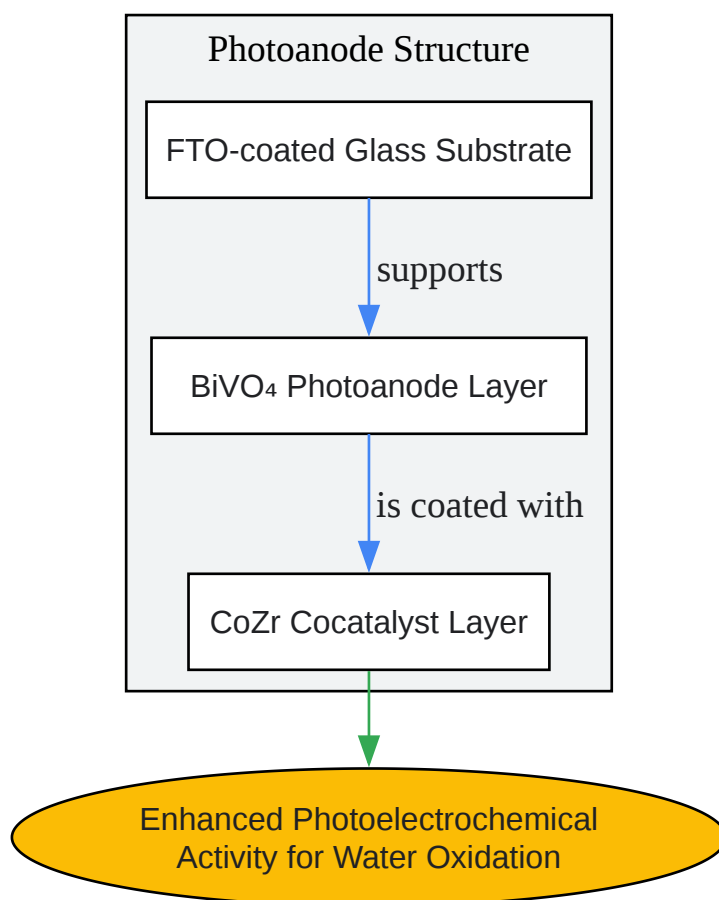 Photoanode Structure
FTO-coated Glass Substrate
supports
BiVO₄ Photoanode Layer
is coated with
CoZr Cocatalyst Layer
Enhanced Photoelectrochemical
Activity for Water Oxidation